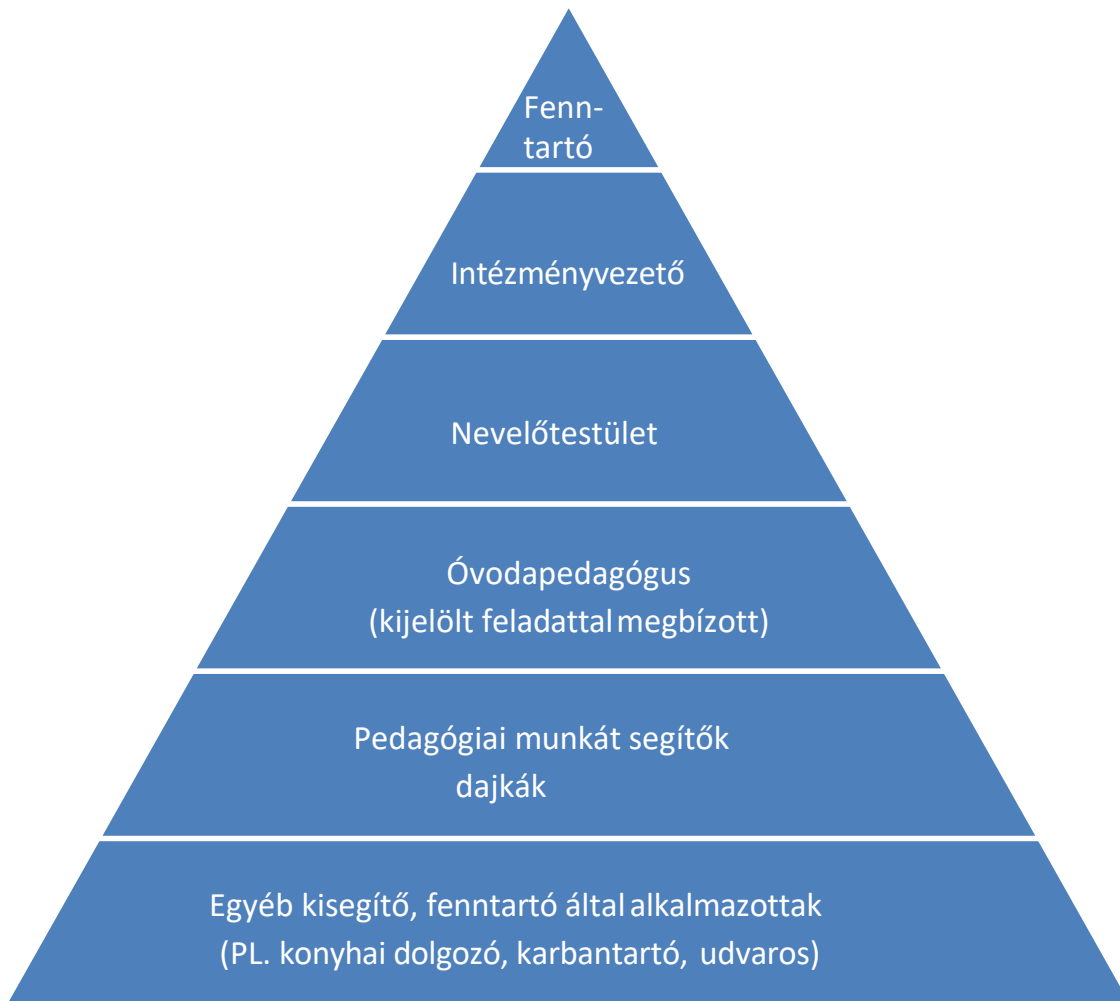 Fenn-
tartó
Intézményvezető
Nevelőtestület
Óvodapedagógus
(kijelölt feladattal megbízott)
Pedagógiai munkát segítők
dajkák
Egyéb kisegítő, fenntartó által alkalmazottak
(PL. konyhai dolgozó, karbantartó, udvaros)